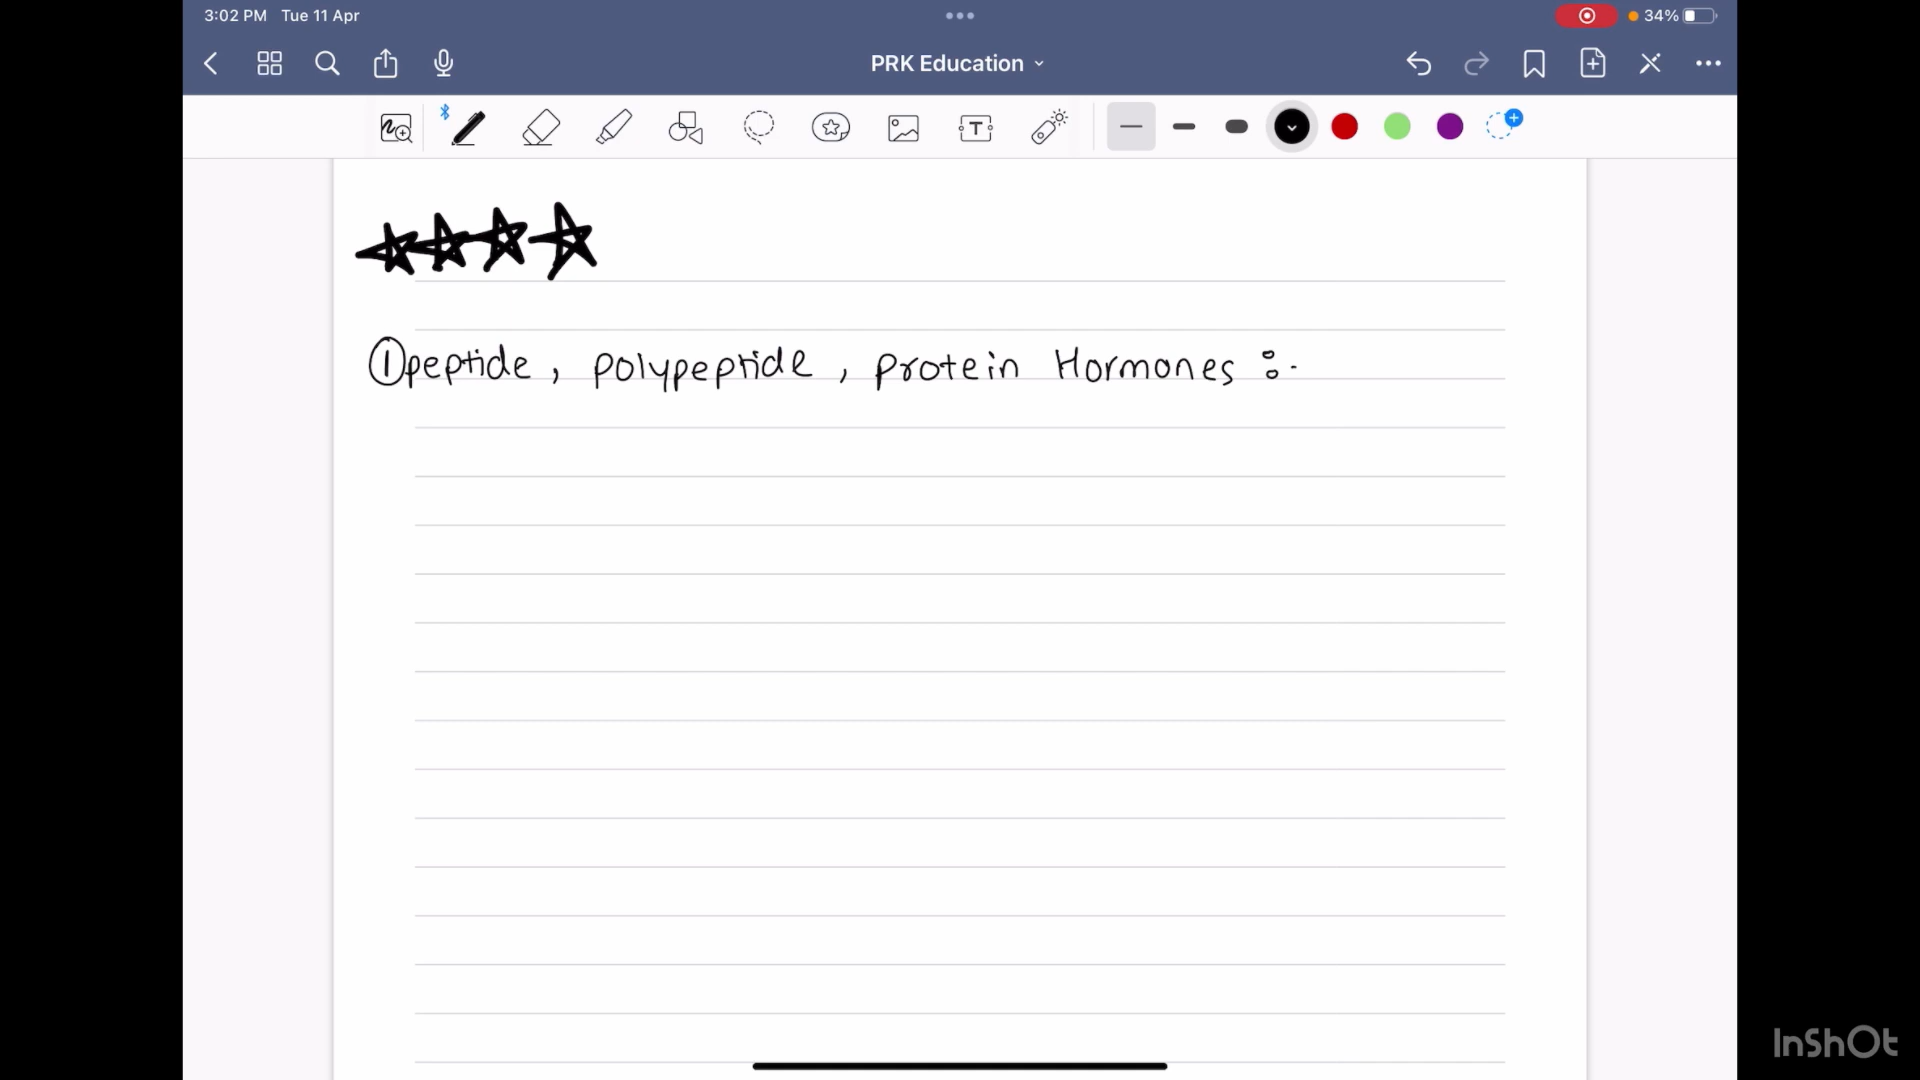 3:02 PM Tue 11 Apr
34%
PRK Education
T
① peptide, polypeptide, protein Hormones :-
InShOt